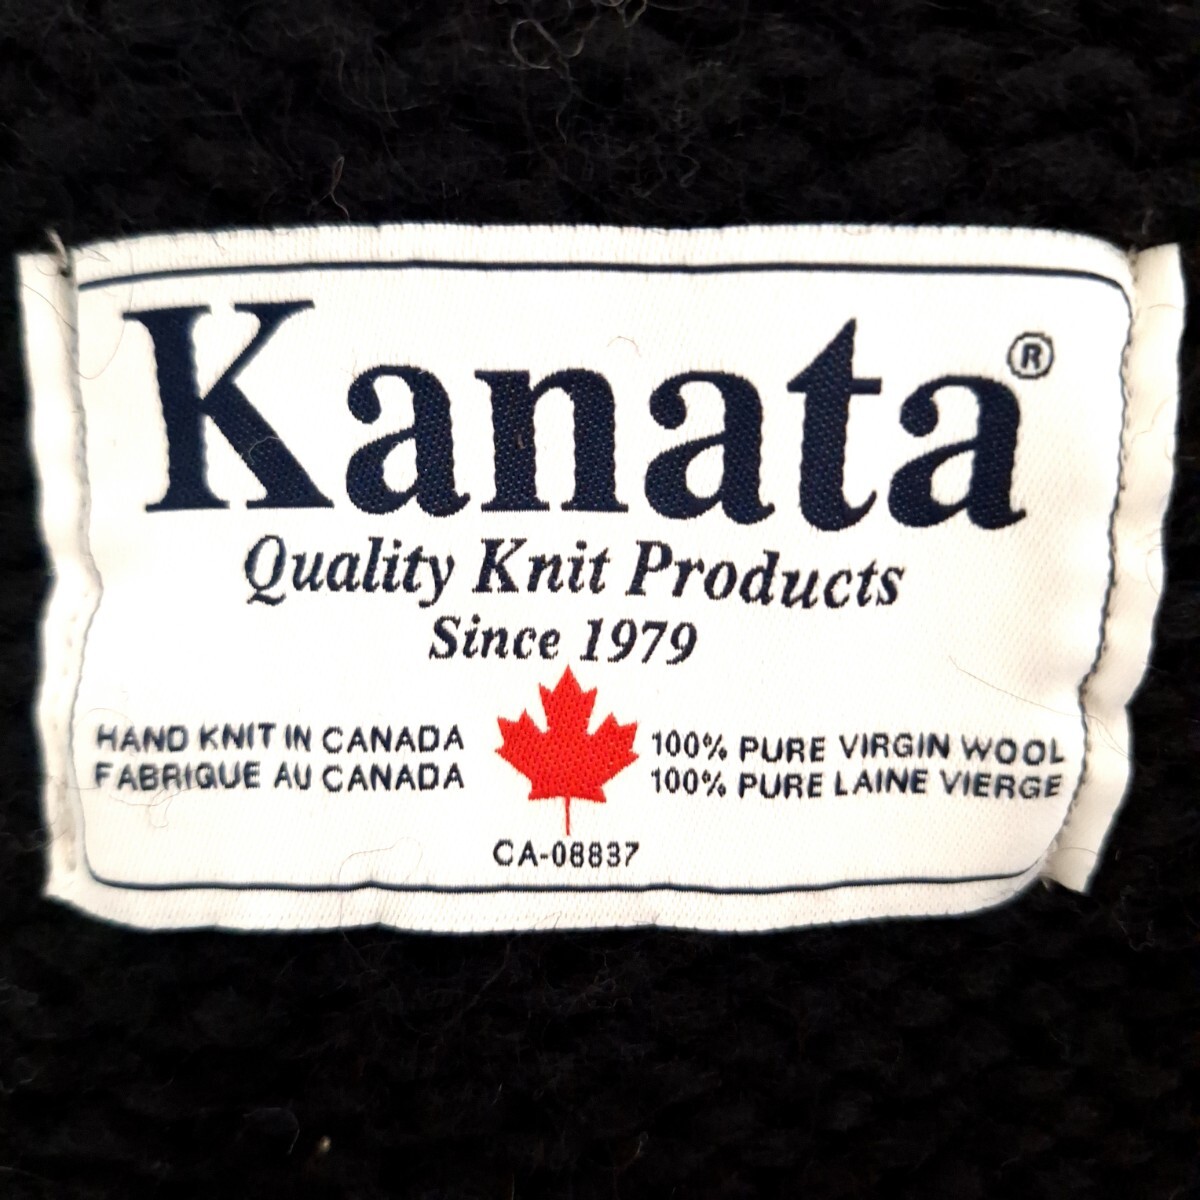 Kanata®
Quality Knit Products
Since 1979
HAND KNIT IN CANADA
FABRIQUE AU CANADA
100% PURE VIRGIN WOOL
100% PURE LAINE VIERGE
CA-08837